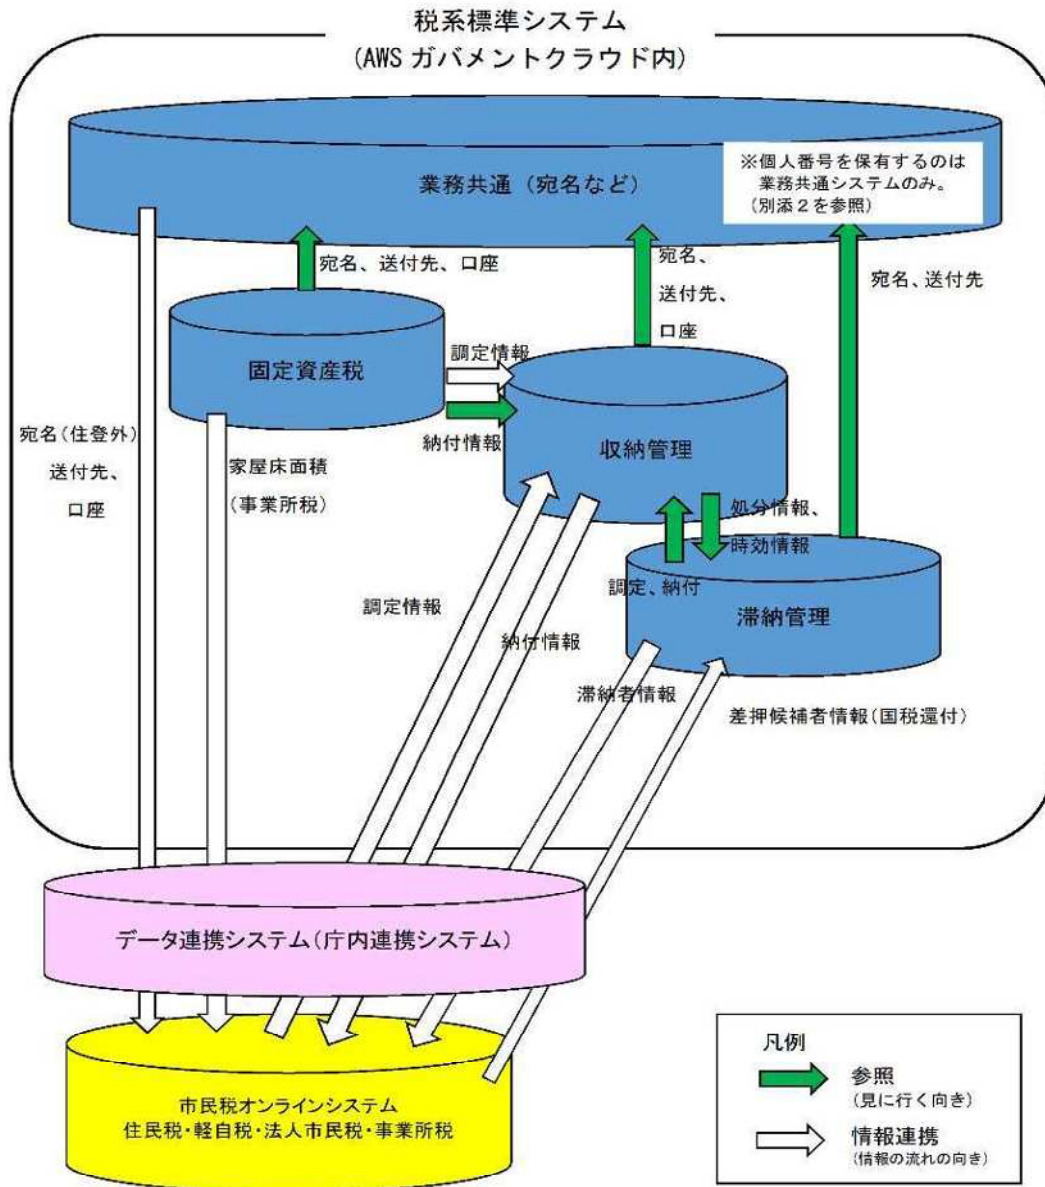 税系標準システム
(AWS ガバメントクラウド内)
業務共通（宛名など）
※個人番号を保有するのは
業務共通システムのみ。
（別添２を参照）
宛名、送付先、口座
宛名、
送付先、
口座
宛名、送付先
固定資産税
調定情報
納付情報
収納管理
宛名(住登外)
送付先、
口座
家屋床面積
(事業所税)
処分情報、
時効情報
調定、納付
滞納管理
調定情報
納付情報
滞納者情報
差押候補者情報(国税還付)
データ連携システム(庁内連携システム)
市民税オンラインシステム
住民税・軽自税・法人市民税・事業所税
凡例
参照
(見に行く向き)
情報連携
(情報の流れの向き)